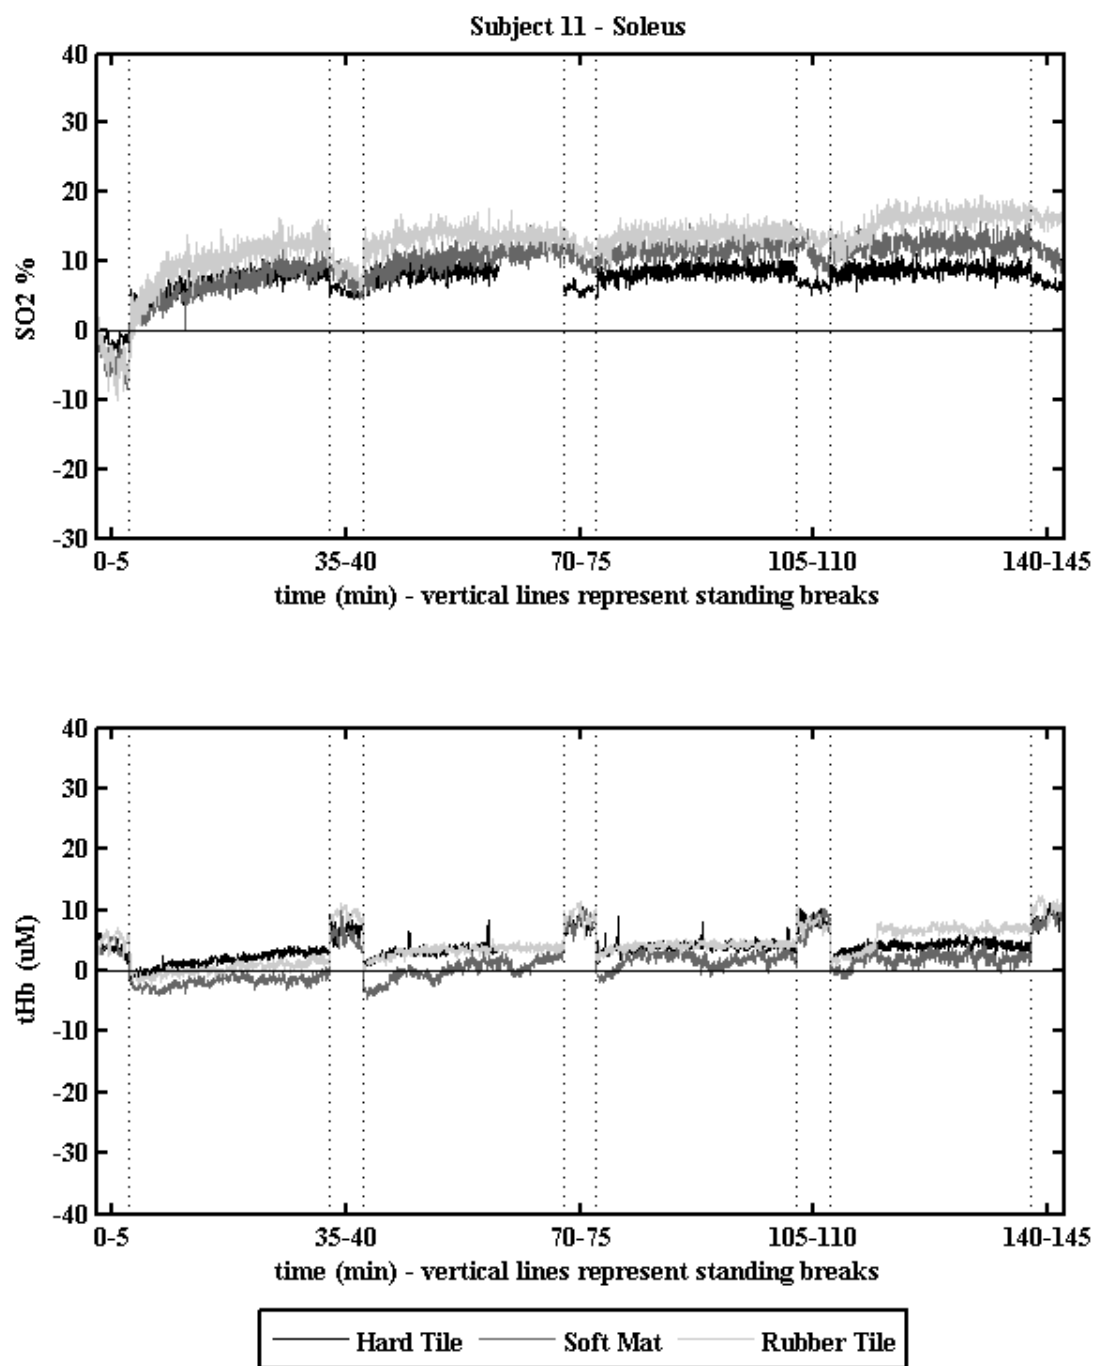 Subject 11 - Soleus
40
30
20
10
0
-10
-20
-30
SO2 %
0-5 35-40 70-75 105-110 140-145
time (min) - vertical lines represent standing breaks
40
30
20
10
0
-10
-20
-30
-40
tHb (uM)
0-5 35-40 70-75 105-110 140-145
time (min) - vertical lines represent standing breaks
Hard Tile Soft Mat Rubber Tile